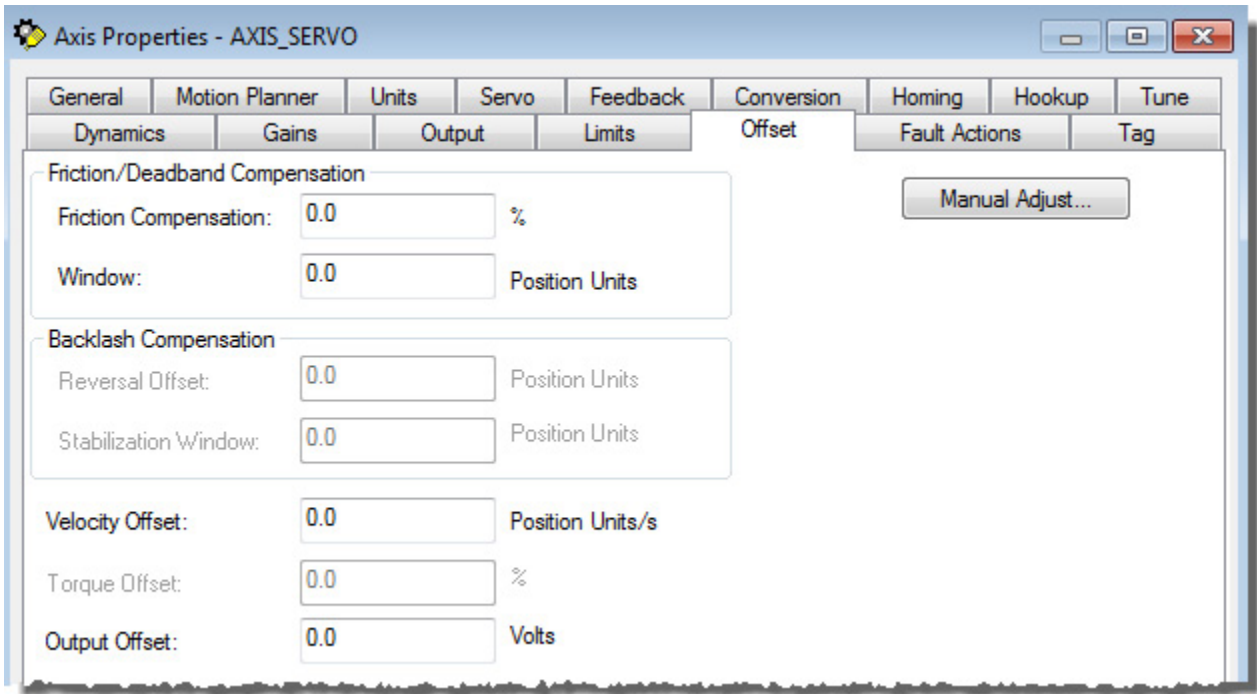 Axis Properties - AXIS_SERVO
General Motion Planner Units Servo Feedback Conversion Homing Hookup Tune
Dynamics Gains Output Limits Offset Fault Actions Tag
Friction/Deadband Compensation
Manual Adjust...
Friction Compensation: 0.0 %
Window: 0.0 Position Units
Backlash Compensation
Reversal Offset: 0.0 Position Units
Stabilization Window: 0.0 Position Units
Velocity Offset: 0.0 Position Units/s
Torque Offset: 0.0 %
Output Offset: 0.0 Volts